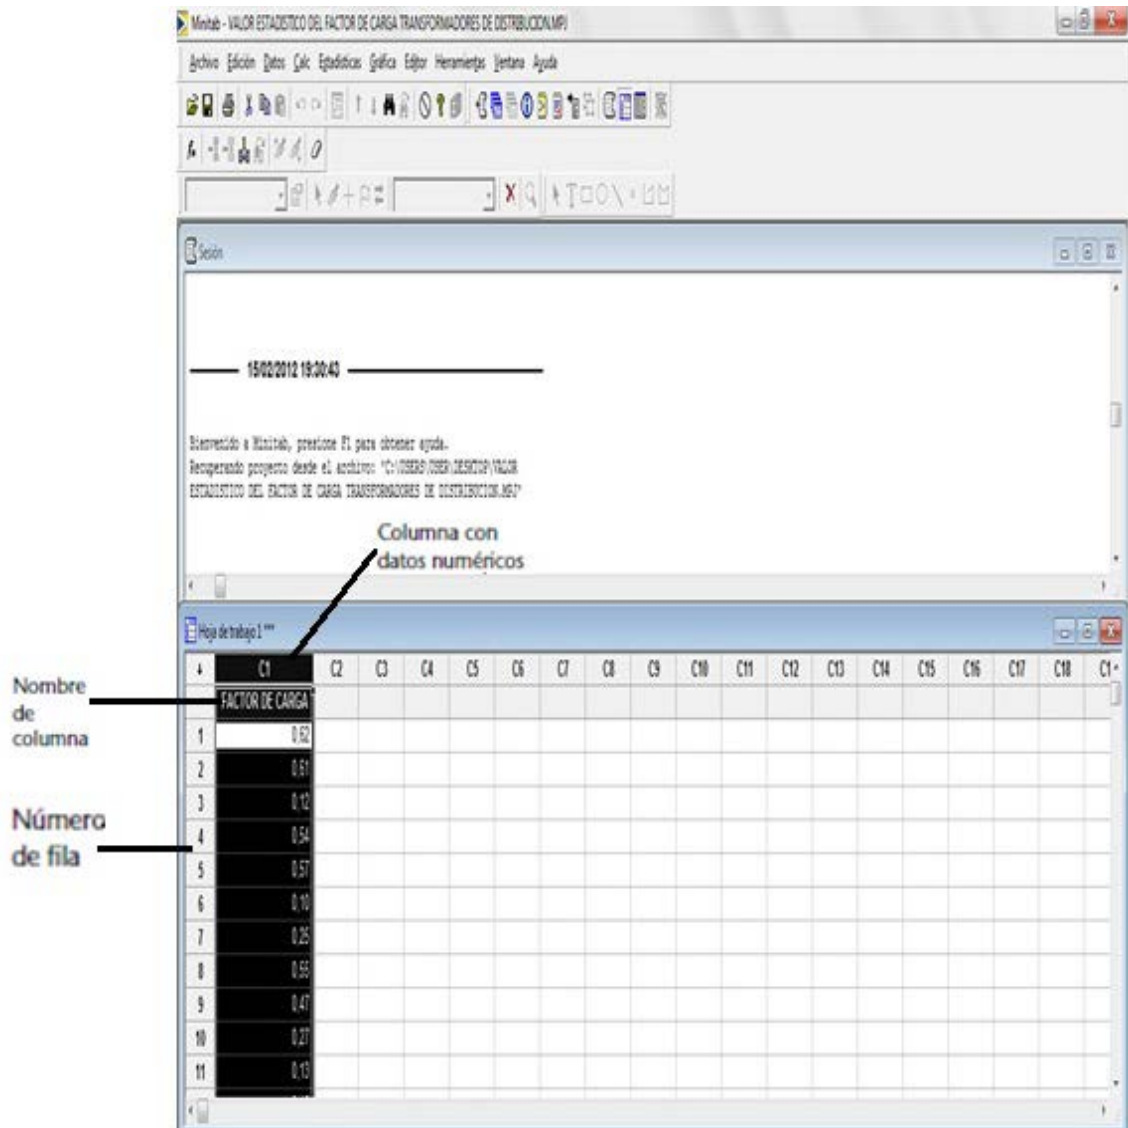 Minitab - VALOR ESTADISTICO DEL FACTOR DE CARGA TRANSFORMADORES DE DISTRIBUCION.MPJ
Archivo Edición Datos Calc Estadísticas Gráfica Editor Herramientas Ventana Ayuda
Sesión
15/02/2012 19:30:43
Bienvenido a Minitab, presione F1 para obtener ayuda.
Recuperando proyecto desde el archivo: "C:\USERS\USER\DESKTOP\VALOR
ESTADISTICO DEL FACTOR DE CARGA TRANSFORMADORES DE DISTRIBUCION.MPJ"
Columna con
datos numéricos
Hoja de trabajo 1 ***
C1 C2 C3 C4 C5 C6 C7 C8 C9 C10 C11 C12 C13 C14 C15 C16 C17 C18 C1
Nombre
de
columna
FACTOR DE CARGA
1 0,62
2 0,61
3 0,12
Número
de fila
4 0,54
5 0,57
6 0,10
7 0,25
8 0,55
9 0,47
10 0,27
11 0,13